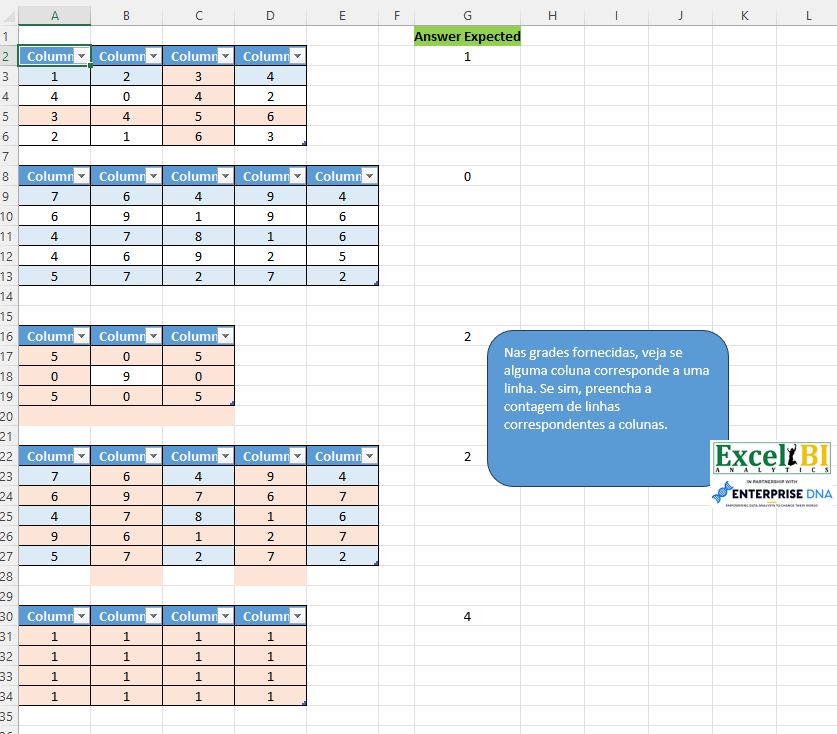 A B C D E F G H I J K L
1 Answer Expected
2 Column Column Column Column 1
3 1 2 3 4
4 4 0 4 2
5 3 4 5 6
6 2 1 6 3
7
8 Column Column Column Column Column 0
9 7 6 4 9 4
10 6 9 1 9 6
11 4 7 8 1 6
12 4 6 9 2 5
13 5 7 2 7 2
14
15
16 Column Column Column 2
17 5 0 5
18 0 9 0
19 5 0 5
20
21
22 Column Column Column Column Column 2
23 7 6 4 9 4
24 6 9 7 6 7
25 4 7 8 1 6
26 9 6 1 2 7
27 5 7 2 7 2
28
29
30 Column Column Column Column 4
31 1 1 1 1
32 1 1 1 1
33 1 1 1 1
34 1 1 1 1
35
Nas grades fornecidas, veja se
alguma coluna corresponde a uma
linha. Se sim, preencha a
contagem de linhas
correspondentes a colunas.
Excel BI
ANALYTICS
IN PARTNERSHIP WITH
ENTERPRISE DNA
EMPOWERING DATA ANALYSTS TO CHANGE THEIR WORLDS